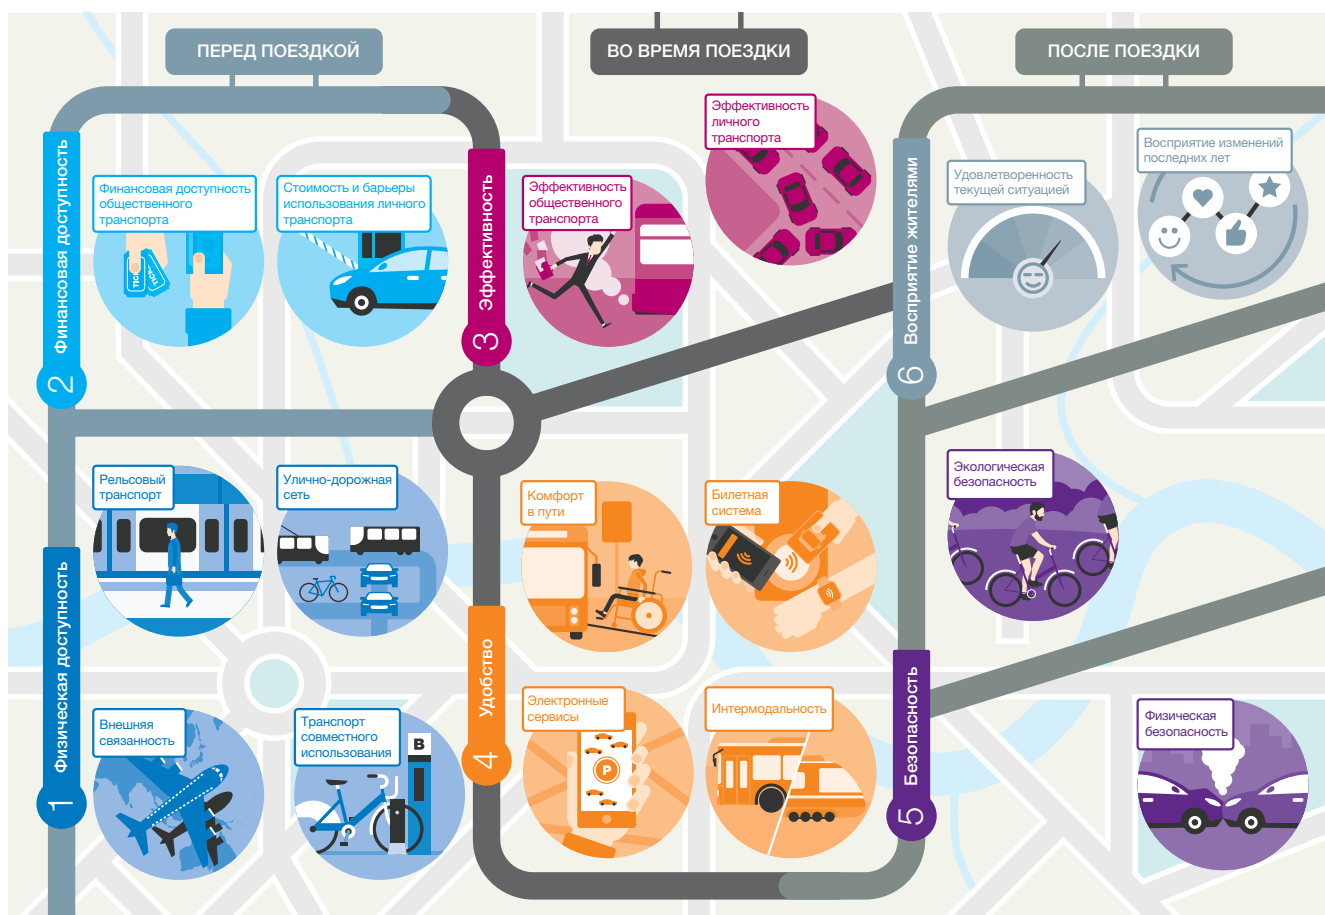 ПЕРЕД ПОЕЗДКОЙ
ВО ВРЕМЯ ПОЕЗДКИ
ПОСЛЕ ПОЕЗДКИ
2
Финансовая доступность
Финансовая доступность
общественного
транспорта
Стоимость и барьеры
использования личного
транспорта
3
Эффективность
Эффективность
общественного
транспорта
Эффективность
личного
транспорта
6
Восприятие жителями
Удовлетворенность
текущей ситуацией
Восприятие изменений
последних лет
1
Физическая доступность
Рельсовый
транспорт
Улично-дорожная
сеть
Внешняя
связанность
Транспорт
совместного
использования
B
4
Удобство
Комфорт
в пути
Билетная
система
Электронные
сервисы
P
Интермодальность
5
Безопасность
Экологическая
безопасность
Физическая
безопасность